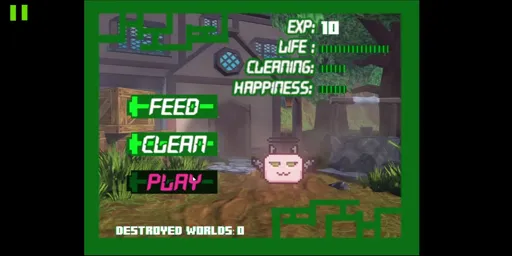 EXP: 10
LIFE :
CLEANING:
HAPPINESS:
FEED
CLEAN
PLAY
DESTROYED WORLDS: 0